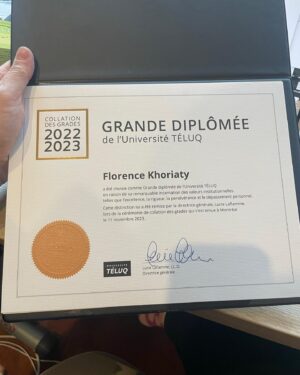 COLLATION
DES GRADES
2022
2023
GRANDE DIPLÔMÉE
de l'Université TÉLUQ
Florence Khoriaty
a été choisie comme Grande diplômée de l'Université TÉLUQ
en raison de sa remarquable incarnation des valeurs institutionnelles
telles que l'excellence, la rigueur, la persévérance et le dépassement personnel.
Cette distinction lui a été remise par la directrice générale, Lucie Laflamme,
lors de la cérémonie de collation des grades qui s'est tenue à Montréal
le 11 novembre 2023.
UNIVERSITÉ
TÉLUQ
Lucie Laflamme, LL.D.
Directrice générale